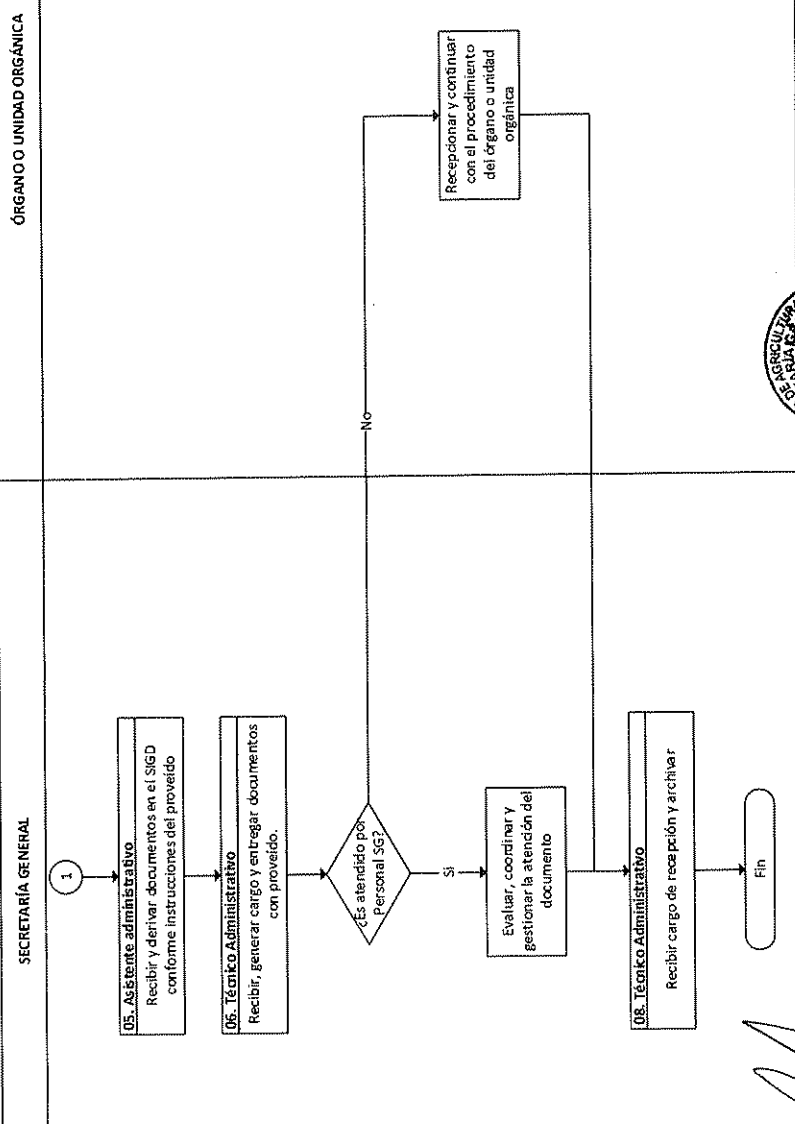 SECRETARÍA GENERAL
ÓRGANO O UNIDAD ORGÁNICA
1
05. Asistente administrativo
Recibir y derivar documentos en el SIGD
conforme instrucciones del proveído
06. Técnico Administrativo
Recibir, generar cargo y entregar documentos
con proveído.
¿Es atendido por
Personal SG?
No
Recepcionar y continuar
con el procedimiento
del órgano o unidad
orgánica
Si
Evaluar, coordinar y
gestionar la atención del
documento
08. Técnico Administrativo
Recibir cargo de recepción y archivar
Fin
DE AGRICULTURA